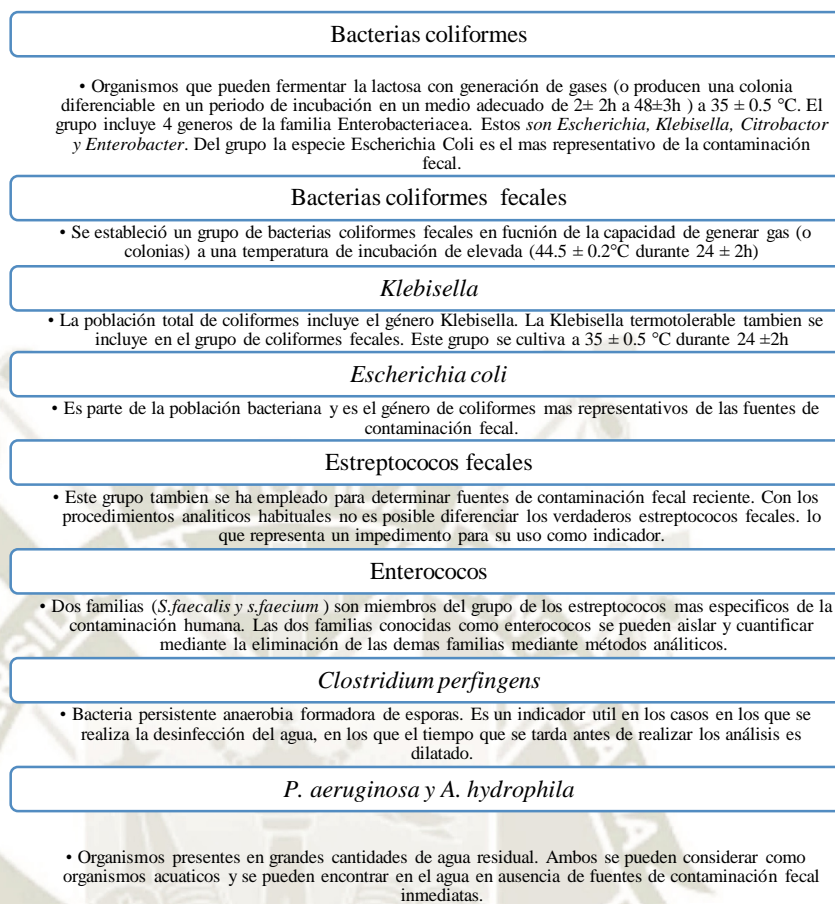 Bacterias coliformes
• Organismos que pueden fermentar la lactosa con generación de gases (o producen una colonia
diferenciable en un periodo de incubación en un medio adecuado de 2± 2h a 48±3h ) a 35 ± 0.5 °C. El
grupo incluye 4 generos de la familia Enterobacteriacea. Estos son Escherichia, Klebisella, Citrobactor
y Enterobacter. Del grupo la especie Escherichia Coli es el mas representativo de la contaminación
fecal.
Bacterias coliformes fecales
• Se estableció un grupo de bacterias coliformes fecales en fucnión de la capacidad de generar gas (o
colonias) a una temperatura de incubación de elevada (44.5 ± 0.2°C durante 24 ± 2h)
Klebisella
• La población total de coliformes incluye el género Klebisella. La Klebisella termotolerable tambien se
incluye en el grupo de coliformes fecales. Este grupo se cultiva a 35 ± 0.5 °C durante 24 ±2h
Escherichia coli
• Es parte de la población bacteriana y es el género de coliformes mas representativos de las fuentes de
contaminación fecal.
Estreptococos fecales
• Este grupo tambien se ha empleado para determinar fuentes de contaminación fecal reciente. Con los
procedimientos analiticos habituales no es posible diferenciar los verdaderos estreptococos fecales. lo
que representa un impedimento para su uso como indicador.
Enterococos
• Dos familias (S.faecalis y s.faecium ) son miembros del grupo de los estreptococos mas especificos de la
contaminación humana. Las dos familias conocidas como enterococos se pueden aislar y cuantificar
mediante la eliminación de las demas familias mediante métodos análiticos.
Clostridium perfingens
• Bacteria persistente anaerobia formadora de esporas. Es un indicador util en los casos en los que se
realiza la desinfección del agua, en los que el tiempo que se tarda antes de realizar los análisis es
dilatado.
P. aeruginosa y A. hydrophila
• Organismos presentes en grandes cantidades de agua residual. Ambos se pueden considerar como
organismos acuaticos y se pueden encontrar en el agua en ausencia de fuentes de contaminación fecal
inmediatas.